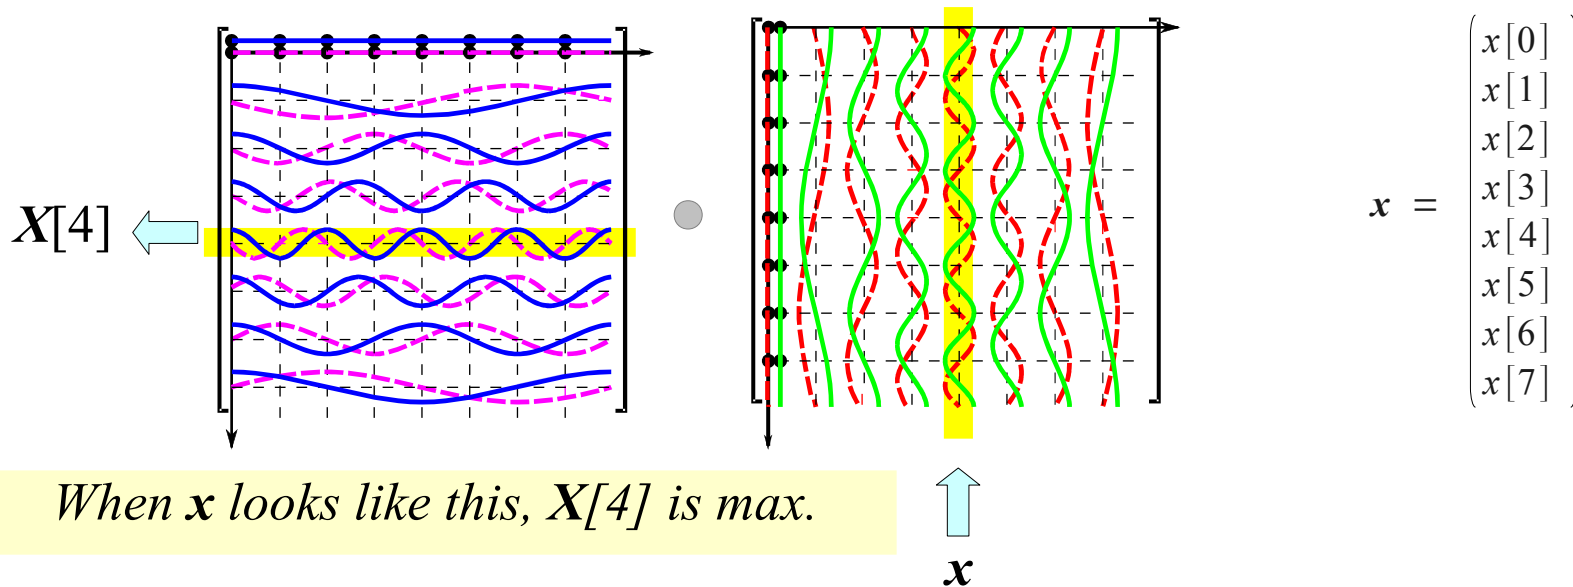 X[4]
x =
x[0]
x[1]
x[2]
x[3]
x[4]
x[5]
x[6]
x[7]
When x looks like this, X[4] is max.
x